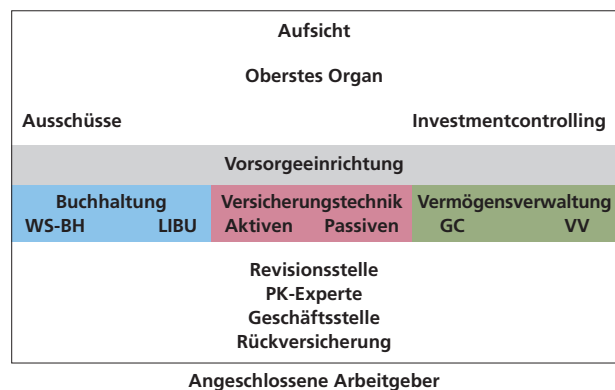 Aufsicht
Oberstes Organ
Ausschüsse Investmentcontrolling
Vorsorgeeinrichtung
Buchhaltung Versicherungstechnik Vermögensverwaltung
WS-BH LIBU Aktiven Passiven GC VV
Revisionsstelle
PK-Experte
Geschäftsstelle
Rückversicherung
Angeschlossene Arbeitgeber